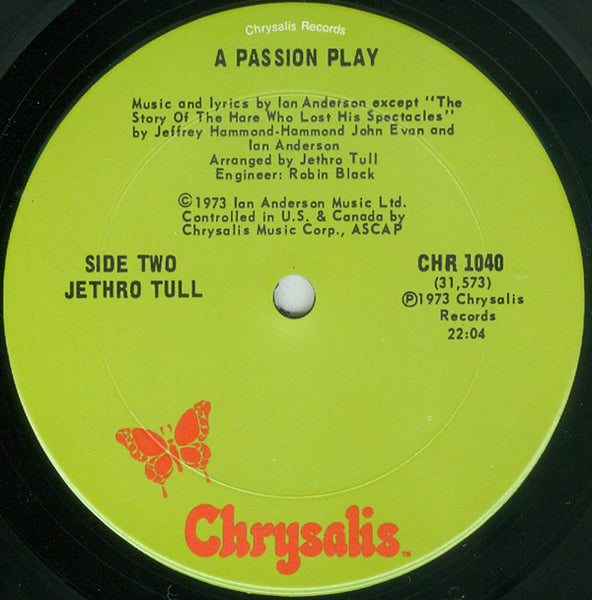 Chrysalis Records
A PASSION PLAY
Music and lyrics by Ian Anderson except "The
Story Of The Hare Who Lost His Spectacles"
by Jeffrey Hammond-Hammond John Evan and
Ian Anderson
Arranged by Jethro Tull
Engineer: Robin Black
©1973 Ian Anderson Music Ltd.
Controlled in U.S. & Canada by
Chrysalis Music Corp., ASCAP
SIDE TWO
JETHRO TULL
CHR 1040
(31,573)
℗1973 Chrysalis
Records
22:04
Chrysalis™